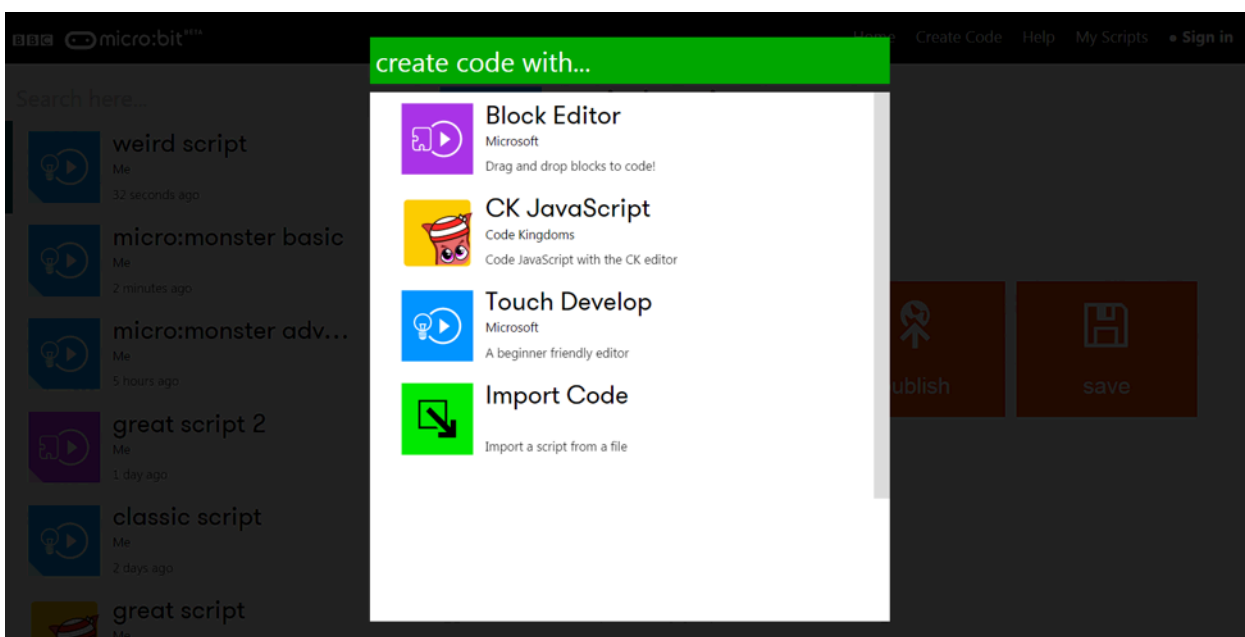 BBC micro:bit BETA
Home Create Code Help My Scripts • Sign in
create code with...
Search here...
weird script
Me
32 seconds ago
micro:monster basic
Me
2 minutes ago
micro:monster adv...
Me
5 hours ago
great script 2
Me
1 day ago
classic script
Me
2 days ago
great script
Me
Block Editor
Microsoft
Drag and drop blocks to code!
CK JavaScript
Code Kingdoms
Code JavaScript with the CK editor
Touch Develop
Microsoft
A beginner friendly editor
Import Code
Import a script from a file
ublish
save